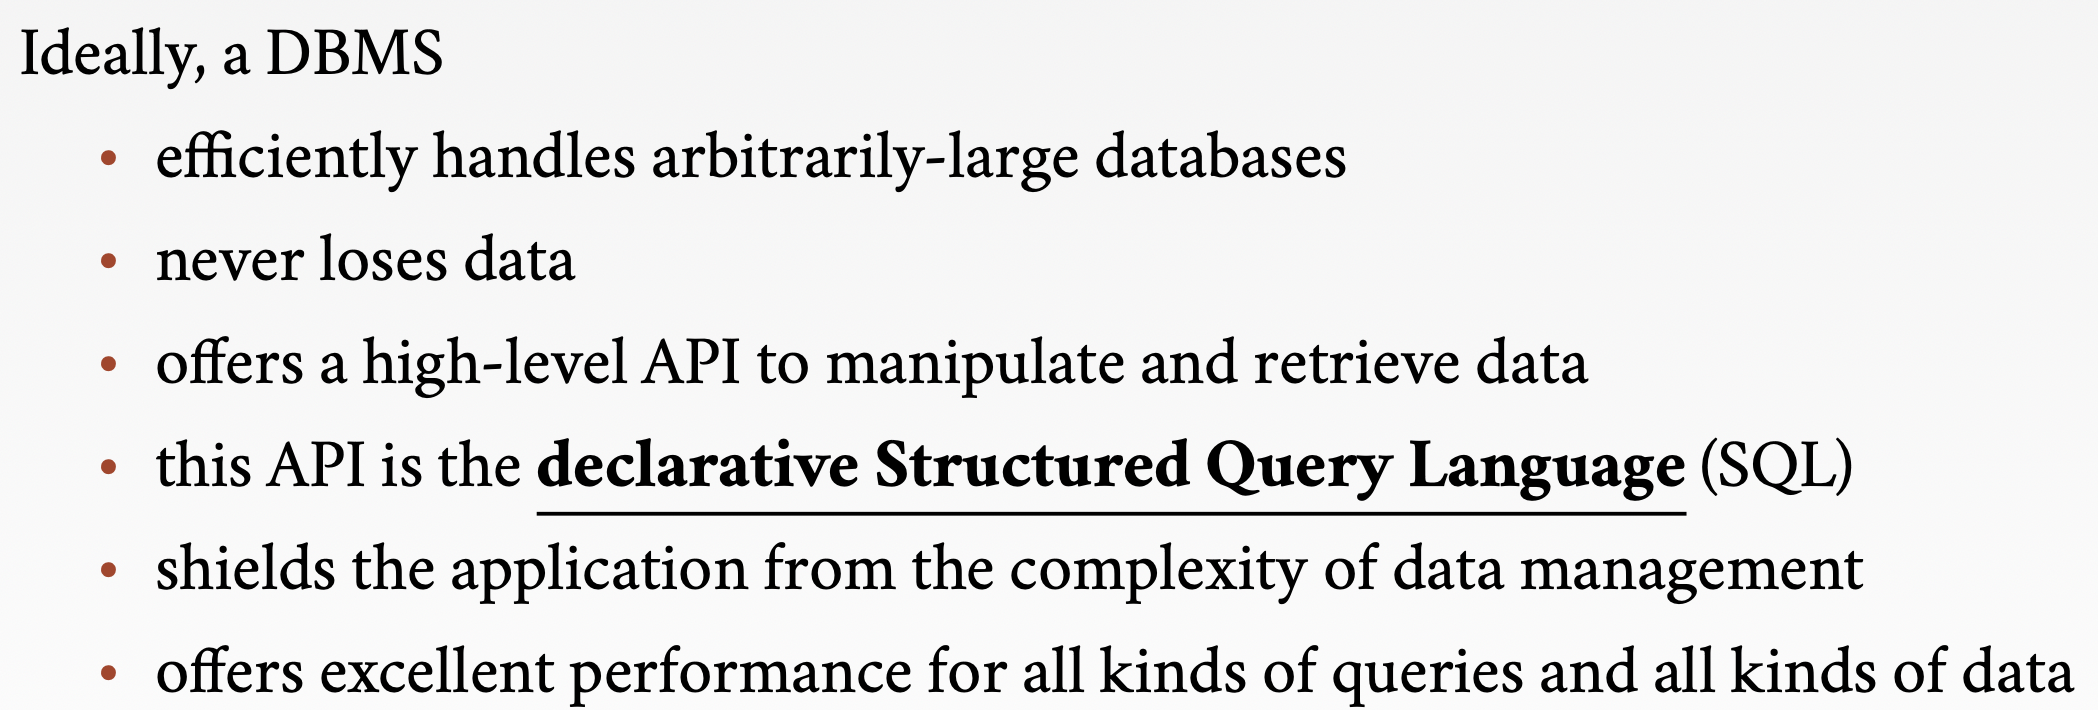 Ideally, a DBMS
• efficiently handles arbitrarily-large databases
• never loses data
• offers a high-level API to manipulate and retrieve data
• this API is the declarative Structured Query Language (SQL)
• shields the application from the complexity of data management
• offers excellent performance for all kinds of queries and all kinds of data